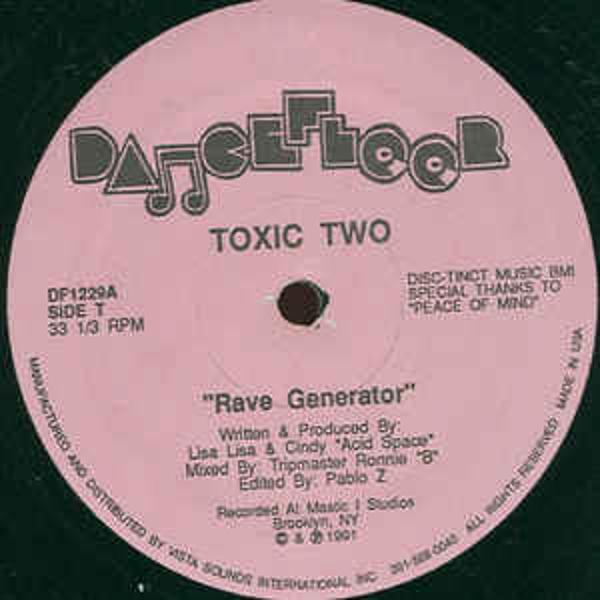 DANCEFLOOR
TOXIC TWO
DF1229A
SIDE T
33 1/3 RPM
DISC-TINCT MUSIC BMI
SPECIAL THANKS TO
"PEACE OF MIND"
"Rave Generator"
Written & Produced By:
Lisa Lisa & Cindy "Acid Space"
Mixed By: Tripmaster Ronnie "B"
Edited By: Pablo Z
Recorded At: Mastic I Studios
Brooklyn, NY
© & ℗ 1991
MANUFACTURED AND DISTRIBUTED BY VISTA SOUNDS INTERNATIONAL INC. ALL RIGHTS RESERVED MADE IN USA